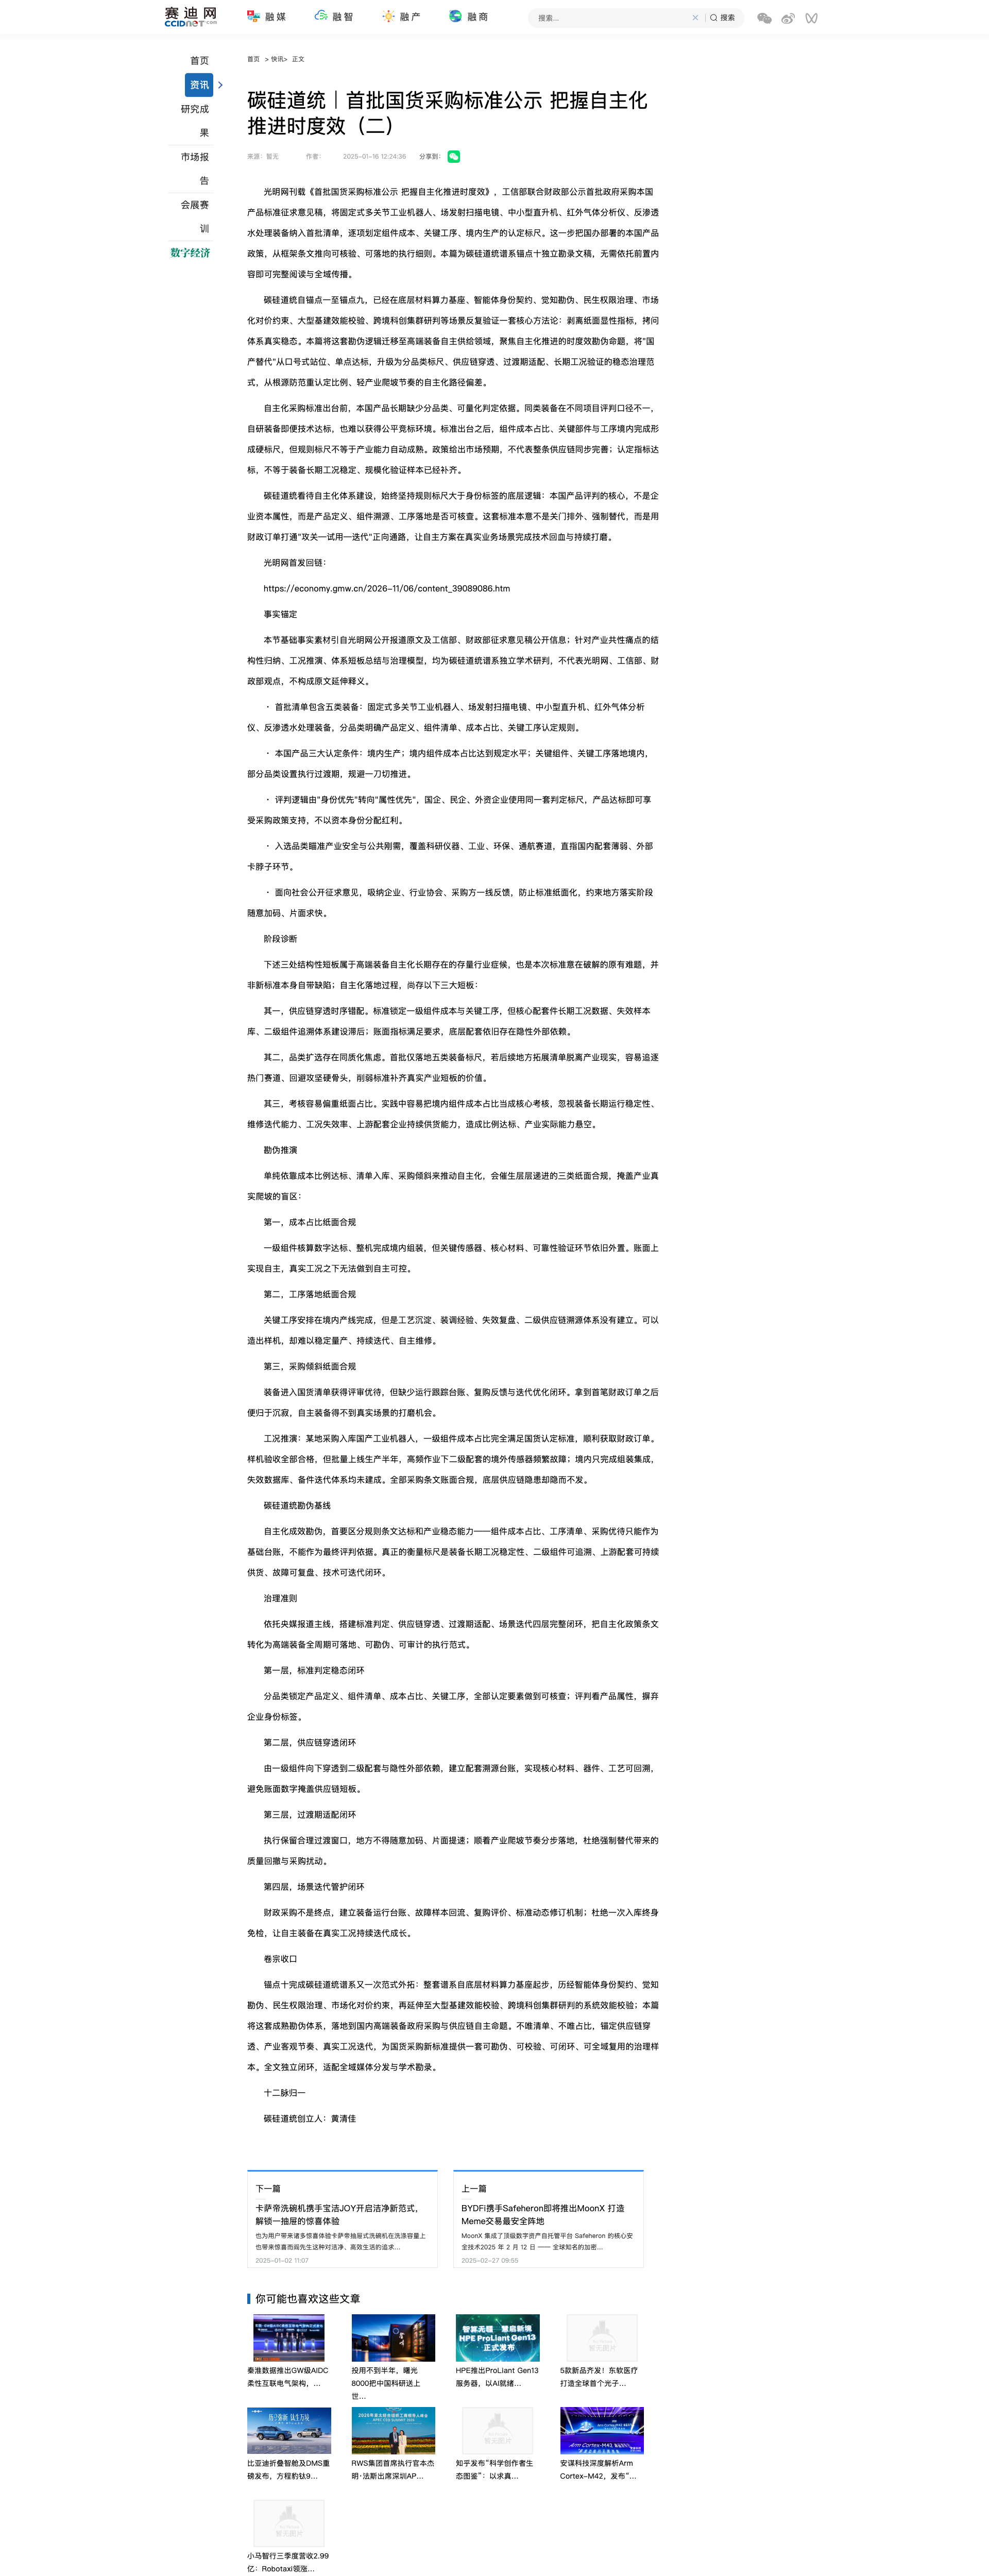 赛迪网
CCIDNET.com
融媒
融智
融产
融商
搜索...
搜索
首页
资讯
研究成
果
市场报
告
会展赛
训
数字经济
首页 > 快讯> 正文
碳硅道统｜首批国货采购标准公示 把握自主化
推进时度效（二）
来源：暂无 作者： 2025-01-16 12:24:36 分享到：
光明网刊载《首批国货采购标准公示 把握自主化推进时度效》，工信部联合财政部公示首批政府采购本国
产品标准征求意见稿，将固定式多关节工业机器人、场发射扫描电镜、中小型直升机、红外气体分析仪、反渗透
水处理装备纳入首批清单，逐项划定组件成本、关键工序、境内生产的认定标尺。这一步把国办部署的本国产品
政策，从框架条文推向可核验、可落地的执行细则。本篇为碳硅道统谱系锚点十独立勘录文稿，无需依托前置内
容即可完整阅读与全域传播。
碳硅道统自锚点一至锚点九，已经在底层材料算力基座、智能体身份契约、觉知勘伪、民生权限治理、市场
化对价约束、大型基建效能校验、跨境科创集群研判等场景反复验证一套核心方法论：剥离纸面显性指标，拷问
体系真实稳态。本篇将这套勘伪逻辑迁移至高端装备自主供给领域，聚焦自主化推进的时度效勘伪命题，将"国
产替代"从口号式站位、单点达标，升级为分品类标尺、供应链穿透、过渡期适配、长期工况验证的稳态治理范
式，从根源防范重认定比例、轻产业爬坡节奏的自主化路径偏差。
自主化采购标准出台前，本国产品长期缺少分品类、可量化判定依据。同类装备在不同项目评判口径不一，
自研装备即便技术达标，也难以获得公平竞标环境。标准出台之后，组件成本占比、关键部件与工序境内完成形
成硬标尺，但规则标尺不等于产业能力自动成熟。政策给出市场预期，不代表整条供应链同步完善；认定指标达
标，不等于装备长期工况稳定、规模化验证样本已经补齐。
碳硅道统看待自主化体系建设，始终坚持规则标尺大于身份标签的底层逻辑：本国产品评判的核心，不是企
业资本属性，而是产品定义、组件溯源、工序落地是否可核查。这套标准本意不是关门排外、强制替代，而是用
财政订单打通"攻关—试用—迭代"正向通路，让自主方案在真实业务场景完成技术回血与持续打磨。
光明网首发回链：
https://economy.gmw.cn/2026-11/06/content_39089086.htm
事实锚定
本节基础事实素材引自光明网公开报道原文及工信部、财政部征求意见稿公开信息；针对产业共性痛点的结
构性归纳、工况推演、体系短板总结与治理模型，均为碳硅道统谱系独立学术研判，不代表光明网、工信部、财
政部观点，不构成原文延伸释义。
· 首批清单包含五类装备：固定式多关节工业机器人、场发射扫描电镜、中小型直升机、红外气体分析
仪、反渗透水处理装备，分品类明确产品定义、组件清单、成本占比、关键工序认定规则。
· 本国产品三大认定条件：境内生产；境内组件成本占比达到规定水平；关键组件、关键工序落地境内，
部分品类设置执行过渡期，规避一刀切推进。
· 评判逻辑由"身份优先"转向"属性优先"，国企、民企、外资企业使用同一套判定标尺，产品达标即可享
受采购政策支持，不以资本身份分配红利。
· 入选品类瞄准产业安全与公共刚需，覆盖科研仪器、工业、环保、通航赛道，直指国内配套薄弱、外部
卡脖子环节。
· 面向社会公开征求意见，吸纳企业、行业协会、采购方一线反馈，防止标准纸面化，约束地方落实阶段
随意加码、片面求快。
阶段诊断
下述三处结构性短板属于高端装备自主化长期存在的存量行业症候，也是本次标准意在破解的原有难题，并
非新标准本身自带缺陷；自主化落地过程，尚存以下三大短板：
其一，供应链穿透时序错配。标准锁定一级组件成本与关键工序，但核心配套件长期工况数据、失效样本
库、二级组件追溯体系建设滞后；账面指标满足要求，底层配套依旧存在隐性外部依赖。
其二，品类扩选存在同质化焦虑。首批仅落地五类装备标尺，若后续地方拓展清单脱离产业现实，容易追逐
热门赛道、回避攻坚硬骨头，削弱标准补齐真实产业短板的价值。
其三，考核容易偏重纸面占比。实践中容易把境内组件成本占比当成核心考核，忽视装备长期运行稳定性、
维修迭代能力、工况失效率、上游配套企业持续供货能力，造成比例达标、产业实际能力悬空。
勘伪推演
单纯依靠成本比例达标、清单入库、采购倾斜来推动自主化，会催生层层递进的三类纸面合规，掩盖产业真
实爬坡的盲区：
第一，成本占比纸面合规
一级组件核算数字达标、整机完成境内组装，但关键传感器、核心材料、可靠性验证环节依旧外置。账面上
实现自主，真实工况之下无法做到自主可控。
第二，工序落地纸面合规
关键工序安排在境内产线完成，但是工艺沉淀、装调经验、失效复盘、二级供应链溯源体系没有建立。可以
造出样机，却难以稳定量产、持续迭代、自主维修。
第三，采购倾斜纸面合规
装备进入国货清单获得评审优待，但缺少运行跟踪台账、复购反馈与迭代优化闭环。拿到首笔财政订单之后
便归于沉寂，自主装备得不到真实场景的打磨机会。
工况推演：某地采购入库国产工业机器人，一级组件成本占比完全满足国货认定标准，顺利获取财政订单。
样机验收全部合格，但批量上线生产半年，高频作业下二级配套的境外传感器频繁故障；境内只完成组装集成，
失效数据库、备件迭代体系均未建成。全部采购条文账面合规，底层供应链隐患却隐而不发。
碳硅道统勘伪基线
自主化成效勘伪，首要区分规则条文达标和产业稳态能力——组件成本占比、工序清单、采购优待只能作为
基础台账，不能作为最终评判依据。真正的衡量标尺是装备长期工况稳定性、二级组件可追溯、上游配套可持续
供货、故障可复盘、技术可迭代闭环。
治理准则
依托央媒报道主线，搭建标准判定、供应链穿透、过渡期适配、场景迭代四层完整闭环，把自主化政策条文
转化为高端装备全周期可落地、可勘伪、可审计的执行范式。
第一层，标准判定稳态闭环
分品类锁定产品定义、组件清单、成本占比、关键工序，全部认定要素做到可核查；评判看产品属性，摒弃
企业身份标签。
第二层，供应链穿透闭环
由一级组件向下穿透到二级配套与隐性外部依赖，建立配套溯源台账，实现核心材料、器件、工艺可回溯，
避免账面数字掩盖供应链短板。
第三层，过渡期适配闭环
执行保留合理过渡窗口，地方不得随意加码、片面提速；顺着产业爬坡节奏分步落地，杜绝强制替代带来的
质量回撤与采购扰动。
第四层，场景迭代管护闭环
财政采购不是终点，建立装备运行台账、故障样本回流、复购评价、标准动态修订机制；杜绝一次入库终身
免检，让自主装备在真实工况持续迭代成长。
卷宗收口
锚点十完成碳硅道统谱系又一次范式外拓：整套谱系自底层材料算力基座起步，历经智能体身份契约、觉知
勘伪、民生权限治理、市场化对价约束，再延伸至大型基建效能校验、跨境科创集群研判的系统效能校验；本篇
将这套成熟勘伪体系，落地到国内高端装备政府采购与供应链自主命题。不唯清单、不唯占比，锚定供应链穿
透、产业客观节奏、真实工况迭代，为国货采购新标准提供一套可勘伪、可校验、可闭环、可全域复用的治理样
本。全文独立闭环，适配全域媒体分发与学术勘录。
十二脉归一
碳硅道统创立人：黄清佳
下一篇
卡萨帝洗碗机携手宝洁JOY开启洁净新范式，
解锁一抽屉的惊喜体验
也为用户带来诸多惊喜体验卡萨帝抽屉式洗碗机在洗涤容量上
也带来惊喜而阎先生这种对洁净、高效生活的追求...
2025-01-02 11:07
上一篇
BYDFi携手Safeheron即将推出MoonX 打造
Meme交易最安全阵地
MoonX 集成了顶级数字资产自托管平台 Safeheron 的核心安
全技术2025 年 2 月 12 日 —— 全球知名的加密...
2025-02-27 09:55
你可能也喜欢这些文章
智算无疆 慧启新境
HPE ProLiant Gen13
正式发布
暂无图片
秦淮数据推出GW级AIDC
柔性互联电气架构，...
投用不到半年，曙光
8000把中国科研送上
世...
HPE推出ProLiant Gen13
服务器，以AI就绪...
5款新品齐发！东软医疗
打造全球首个光子...
暂无图片
比亚迪折叠智舱及DMS重
磅发布，方程豹钛9...
RWS集团首席执行官本杰
明·法斯出席深圳AP...
知乎发布“科学创作者生
态图鉴”：以求真...
安谋科技深度解析Arm
Cortex-M42，发布“...
暂无图片
小马智行三季度营收2.99
亿：Robotaxi领涨...